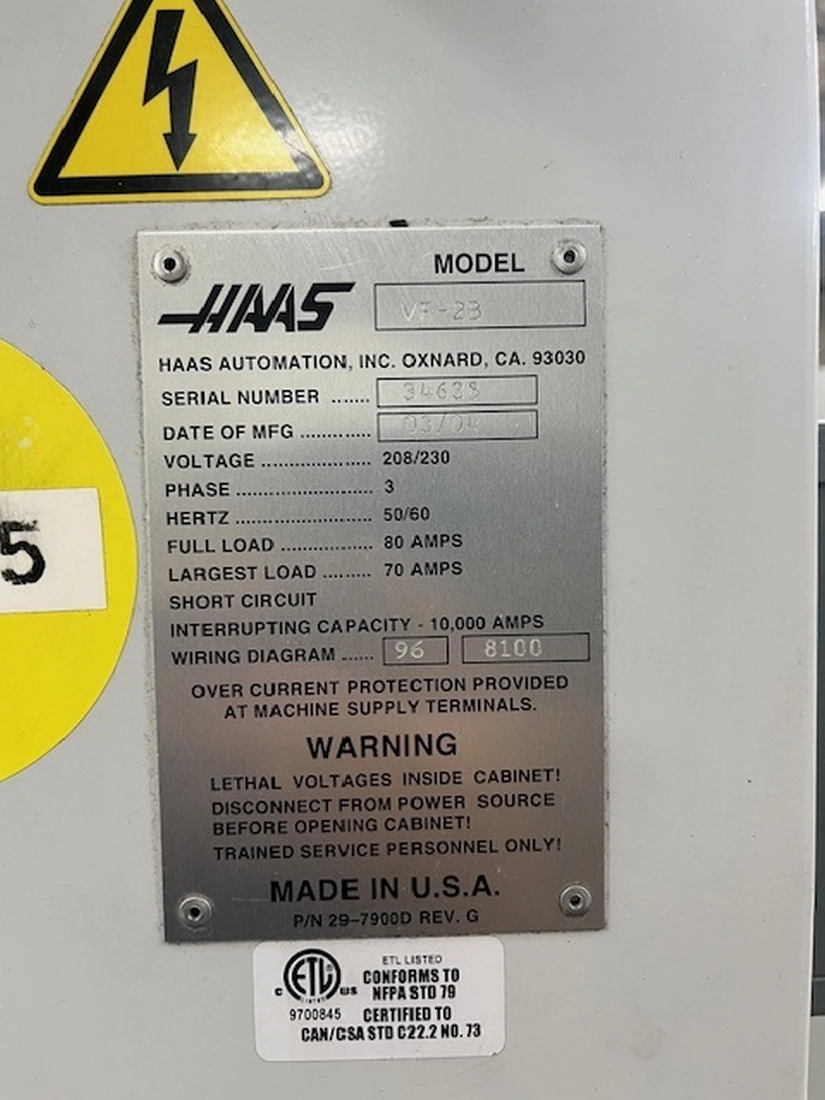 MODEL
HAAS VF-2B
HAAS AUTOMATION, INC. OXNARD, CA. 93030
SERIAL NUMBER ....... 34638
DATE OF MFG ............. 03/04
VOLTAGE .................... 208/230
PHASE ......................... 3
HERTZ ......................... 50/60
5
FULL LOAD ................. 80 AMPS
LARGEST LOAD ......... 70 AMPS
SHORT CIRCUIT
INTERRUPTING CAPACITY - 10,000 AMPS
WIRING DIAGRAM ...... 96 8100
OVER CURRENT PROTECTION PROVIDED
AT MACHINE SUPPLY TERMINALS.
WARNING
LETHAL VOLTAGES INSIDE CABINET!
DISCONNECT FROM POWER SOURCE
BEFORE OPENING CABINET!
TRAINED SERVICE PERSONNEL ONLY!
MADE IN U.S.A.
P/N 29-7900D REV. G
ETL LISTED
CONFORMS TO
NFPA STD 79
C ETL US
9700845 CERTIFIED TO
CAN/CSA STD C22.2 NO. 73